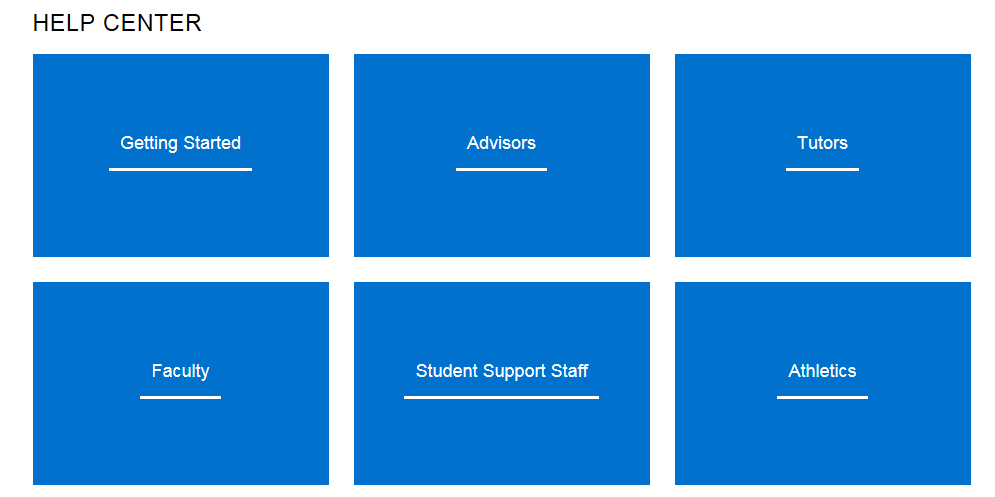 HELP CENTER
Getting Started
Advisors
Tutors
Faculty
Student Support Staff
Athletics